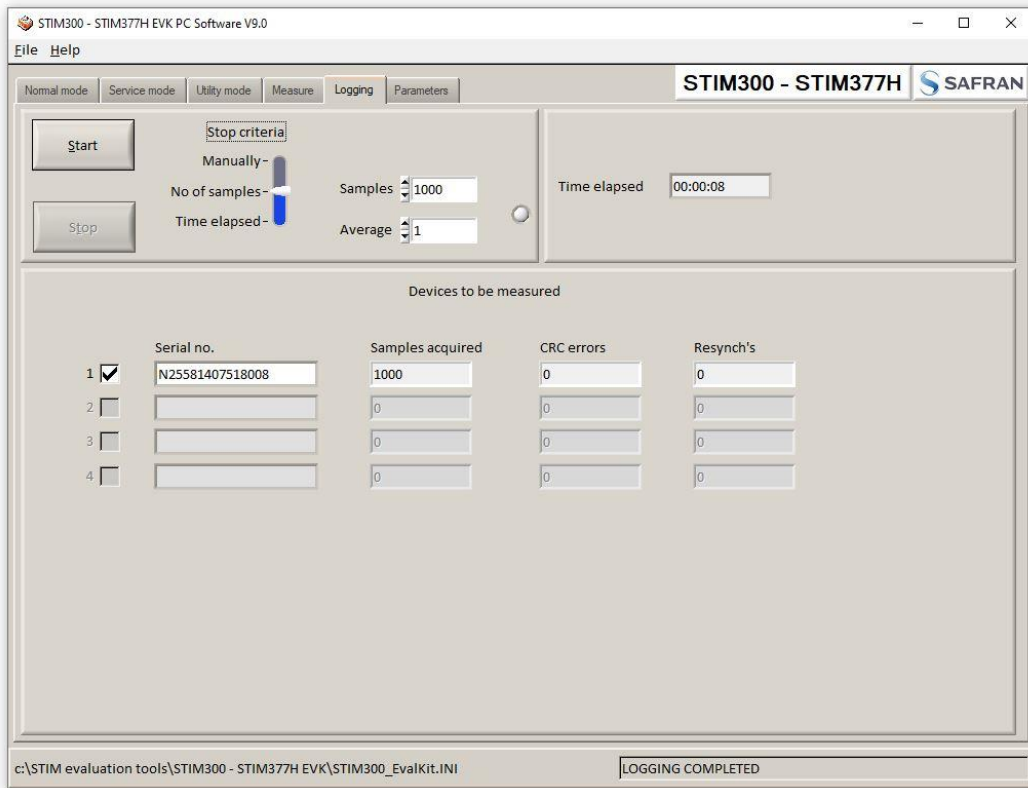 STIM300 - STIM377H EVK PC Software V9.0
File Help
Normal mode Service mode Utility mode Measure Logging Parameters
STIM300 - STIM377H SAFRAN
Start
Stop
Stop criteria
Manually
No of samples
Time elapsed
Samples 1000
Average 1
Time elapsed 00:00:08
Devices to be measured
Serial no. Samples acquired CRC errors Resynch's
1 N25581407518008 1000 0 0
2 0 0 0
3 0 0 0
4 0 0 0
c:\STIM evaluation tools\STIM300 - STIM377H EVK\STIM300_EvalKit.INI LOGGING COMPLETED